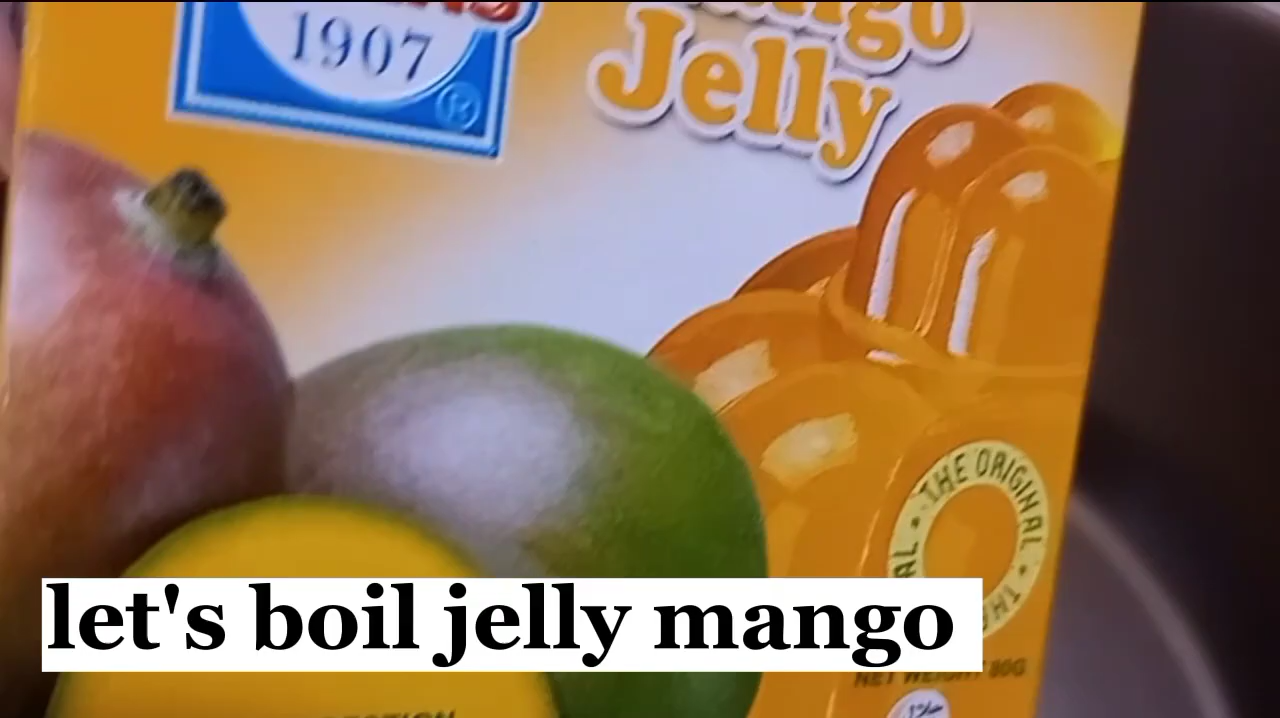 1907
®
Jelly
THE ORIGINAL
let's boil jelly mango
NET WEIGHT 80G